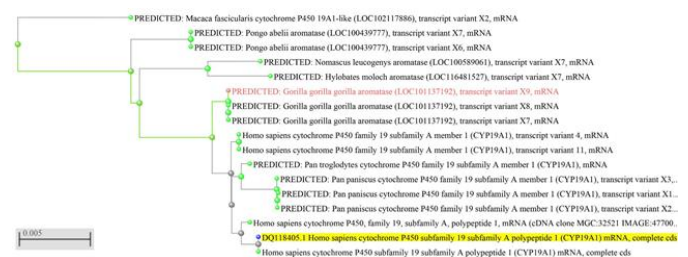 PREDICTED: Macaca fascicularis cytochrome P450 19A1-like (LOC102117886), transcript variant X2, mRNA
PREDICTED: Pongo abelii aromatase (LOC100439777), transcript variant X7, mRNA
PREDICTED: Pongo abelii aromatase (LOC100439777), transcript variant X6, mRNA
PREDICTED: Nomascus leucogenys aromatase (LOC100589061), transcript variant X7, mRNA
PREDICTED: Hylobates moloch aromatase (LOC116481527), transcript variant X7, mRNA
PREDICTED: Gorilla gorilla gorilla aromatase (LOC101137192), transcript variant X9, mRNA
PREDICTED: Gorilla gorilla gorilla aromatase (LOC101137192), transcript variant X8, mRNA
PREDICTED: Gorilla gorilla gorilla aromatase (LOC101137192), transcript variant X7, mRNA
Homo sapiens cytochrome P450 family 19 subfamily A member 1 (CYP19A1), transcript variant 4, mRNA
Homo sapiens cytochrome P450 family 19 subfamily A member 1 (CYP19A1), transcript variant 11, mRNA
PREDICTED: Pan troglodytes cytochrome P450 family 19 subfamily A member 1 (CYP19A1), mRNA
PREDICTED: Pan paniscus cytochrome P450 family 19 subfamily A member 1 (CYP19A1), transcript variant X3,...
PREDICTED: Pan paniscus cytochrome P450 family 19 subfamily A member 1 (CYP19A1), transcript variant X1...
PREDICTED: Pan paniscus cytochrome P450 family 19 subfamily A member 1 (CYP19A1), transcript variant X2...
Homo sapiens cytochrome P450, family 19, subfamily A, polypeptide 1, mRNA (cDNA clone MGC:32521 IMAGE:47700..
DQ118405.1 Homo sapiens cytochrome P450 subfamily 19 subfamily A polypeptide 1 (CYP19A1) mRNA, complete cds
Homo sapiens cytochrome P450 subfamily 19 subfamily A polypeptide 1 (CYP19A1) mRNA, complete cds
0.005